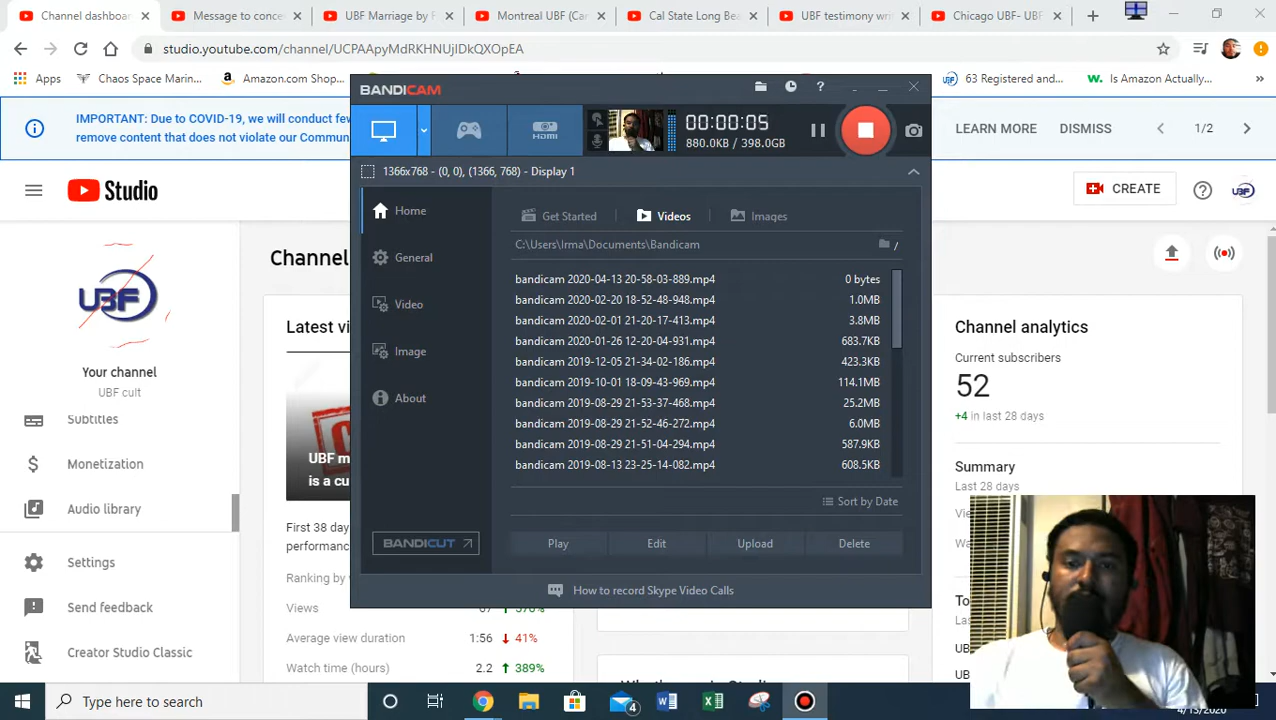 Channel dashboar
Message to conce
UBF Marriage by F
Montreal UBF (Car
Cal State Long Bea
UBF testimony wri
Chicago UBF- UBF
studio.youtube.com/channel/UCPAApyMdRKHNUjIDkQXOpEA
Apps
Chaos Space Marin...
Amazon.com Shop...
63 Registered and...
Is Amazon Actually...
IMPORTANT: Due to COVID-19, we will conduct few
remove content that does not violate our Commun
LEARN MORE
DISMISS
1/2
Studio
CREATE
UBF
Your channel
UBF cult
Subtitles
Monetization
Audio library
Settings
Send feedback
Creator Studio Classic
Channel
Latest vi
UBF m
is a cu
First 38 da
performanc
Ranking by
Views
Average view duration
1:56
41%
Watch time (hours)
2.2
389%
BANDICAM
HDMI
00:00:05
880.0KB / 398.0GB
1366x768 - (0, 0), (1366, 768) - Display 1
Home
General
Video
Image
About
BANDICUT
Get Started
Videos
Images
C:\Users\Irma\Documents\Bandicam
bandicam 2020-04-13 20-58-03-889.mp4 0 bytes
bandicam 2020-02-20 18-52-48-948.mp4 1.0MB
bandicam 2020-02-01 21-20-17-413.mp4 3.8MB
bandicam 2020-01-26 12-20-04-931.mp4 683.7KB
bandicam 2019-12-05 21-34-02-186.mp4 423.3KB
bandicam 2019-10-01 18-09-43-969.mp4 114.1MB
bandicam 2019-08-29 21-53-37-468.mp4 25.2MB
bandicam 2019-08-29 21-52-46-272.mp4 6.0MB
bandicam 2019-08-29 21-51-04-294.mp4 587.9KB
bandicam 2019-08-13 23-25-14-082.mp4 608.5KB
Sort by Date
Play
Edit
Upload
Delete
How to record Skype Video Calls
Channel analytics
Current subscribers
52
+4 in last 28 days
Summary
Last 28 days
Type here to search
4
4/13/2020